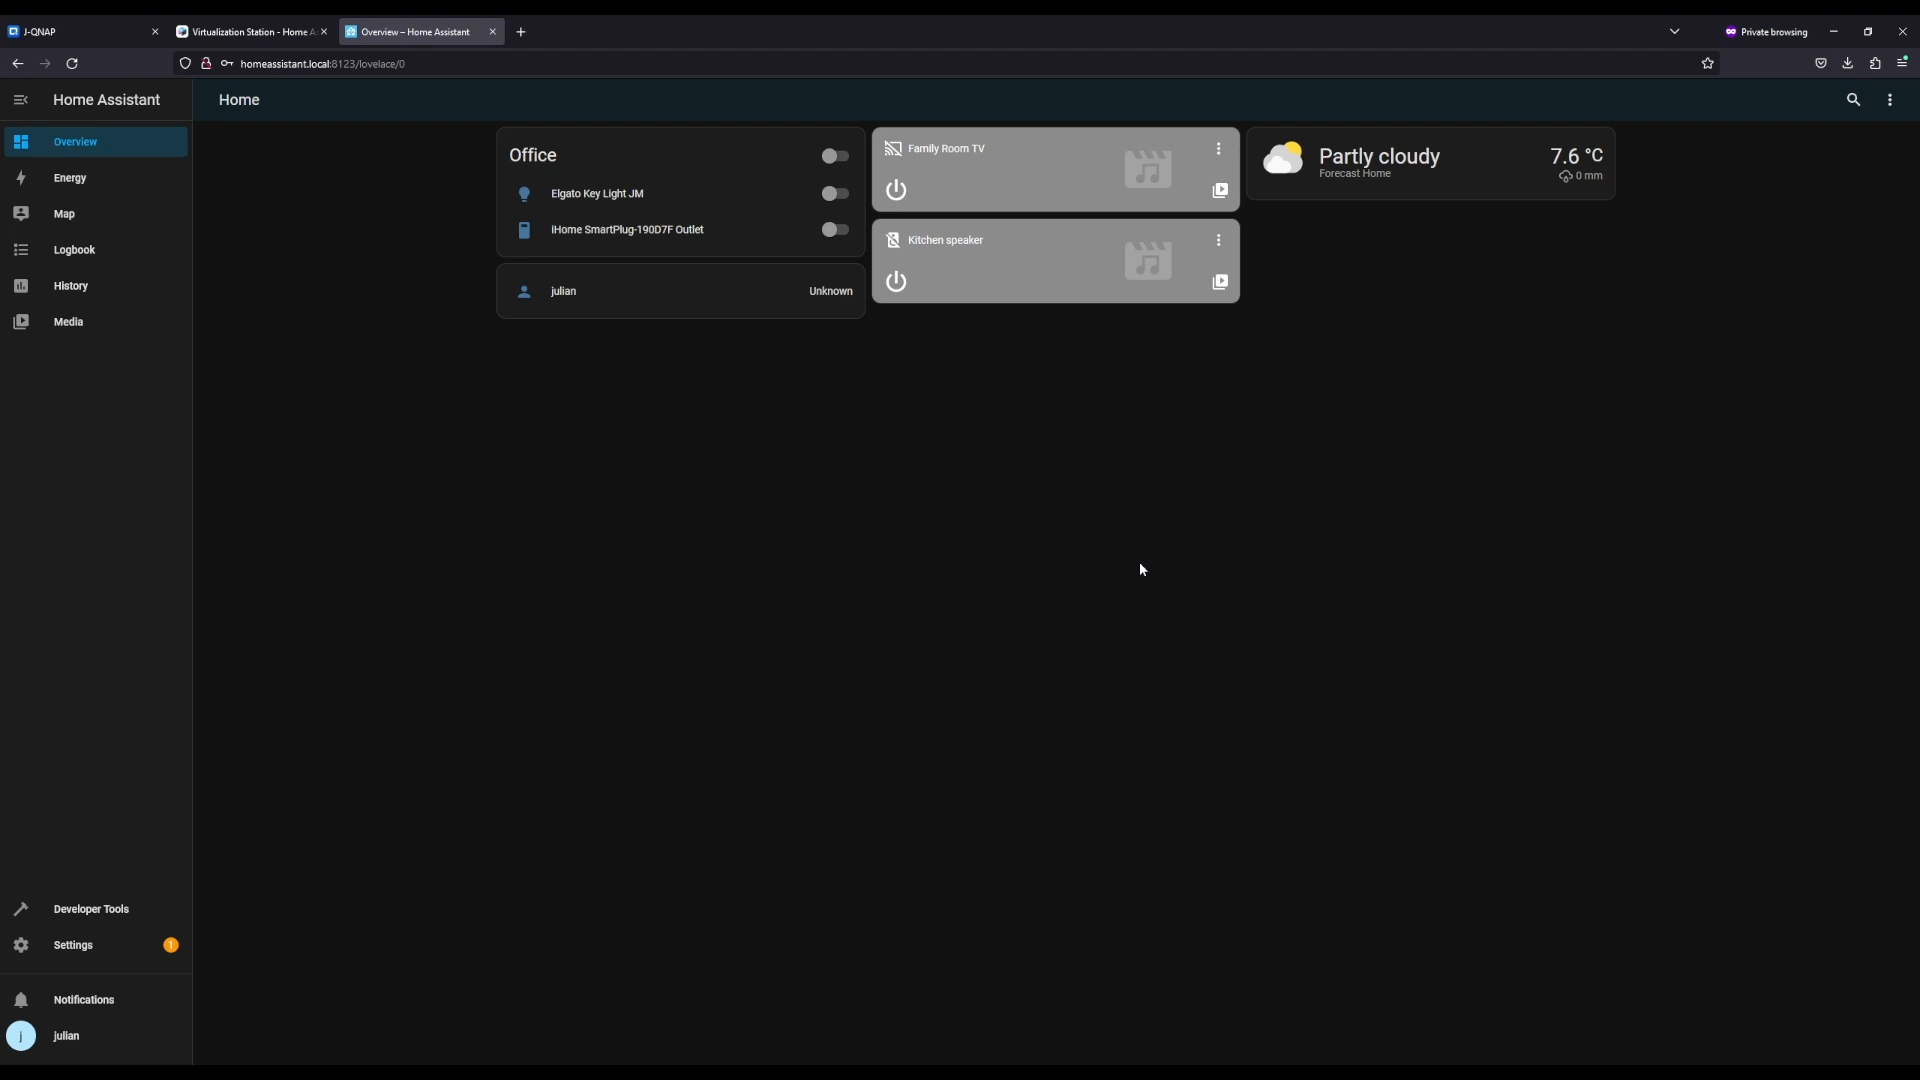 J-QNAP
Virtualization Station - Home A
Overview – Home Assistant
Private browsing
homeassistant.local:8123/lovelace/0
Home Assistant
Home
Overview
Energy
Map
Logbook
History
Media
Office
Elgato Key Light JM
iHome SmartPlug-190D7F Outlet
julian Unknown
Family Room TV
Kitchen speaker
Partly cloudy 7.6 °C
Forecast Home 0 mm
Developer Tools
Settings 1
Notifications
j julian